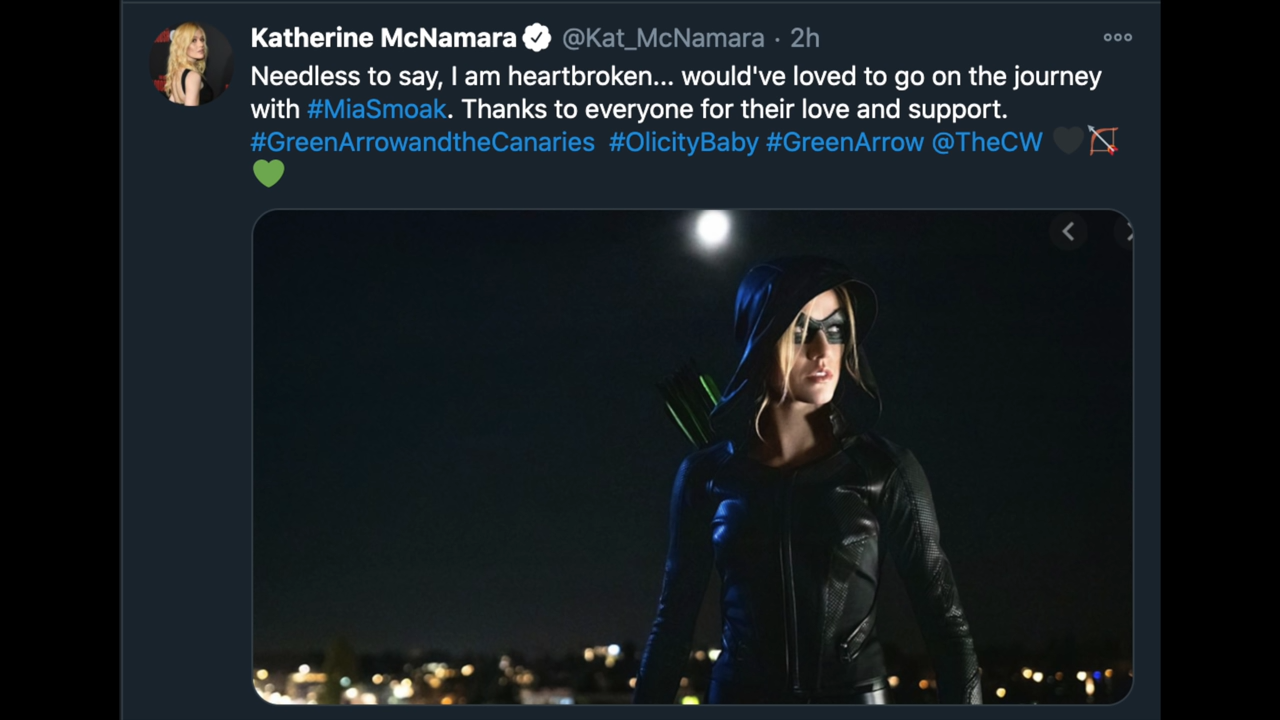 Katherine McNamara @Kat_McNamara · 2h
Needless to say, I am heartbroken... would've loved to go on the journey
with #MiaSmoak. Thanks to everyone for their love and support.
#GreenArrowandtheCanaries #OlicityBaby #GreenArrow @TheCW 🖤🏹
💚